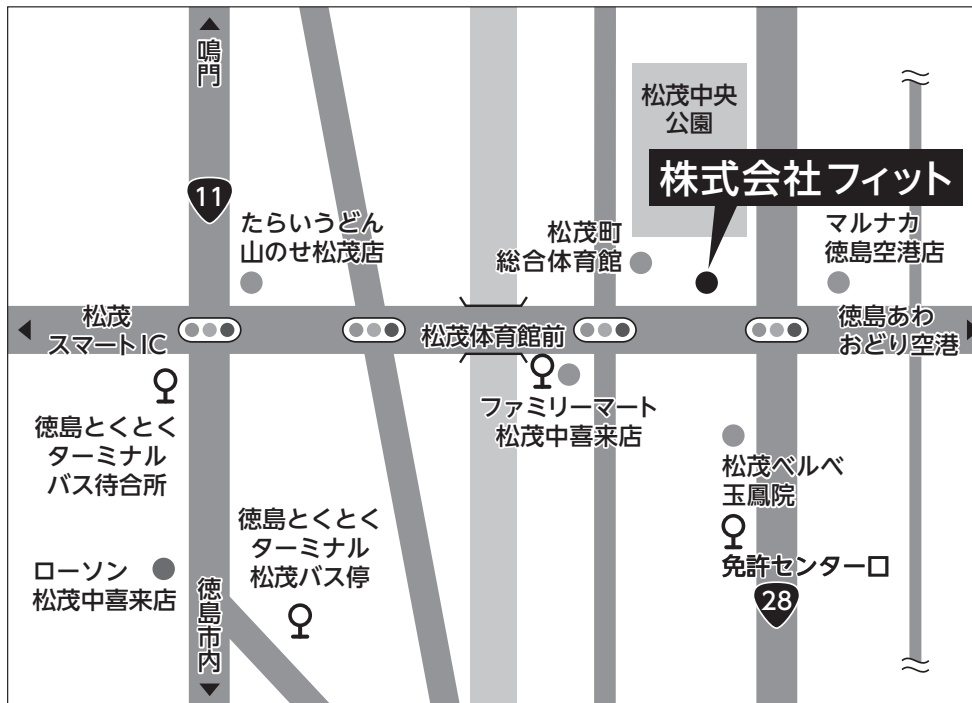 鳴門
11
松茂中央
公園
株式会社フィット
たらいうどん
山のせ松茂店
松茂町
総合体育館
マルナカ
徳島空港店
松茂
スマートIC
松茂体育館前
徳島あわ
おどり空港
徳島とくとく
ターミナル
バス待合所
ファミリーマート
松茂中喜来店
松茂ベルベ
玉鳳院
徳島とくとく
ターミナル
松茂バス停
ローソン
松茂中喜来店
免許センター口
28
徳島市内